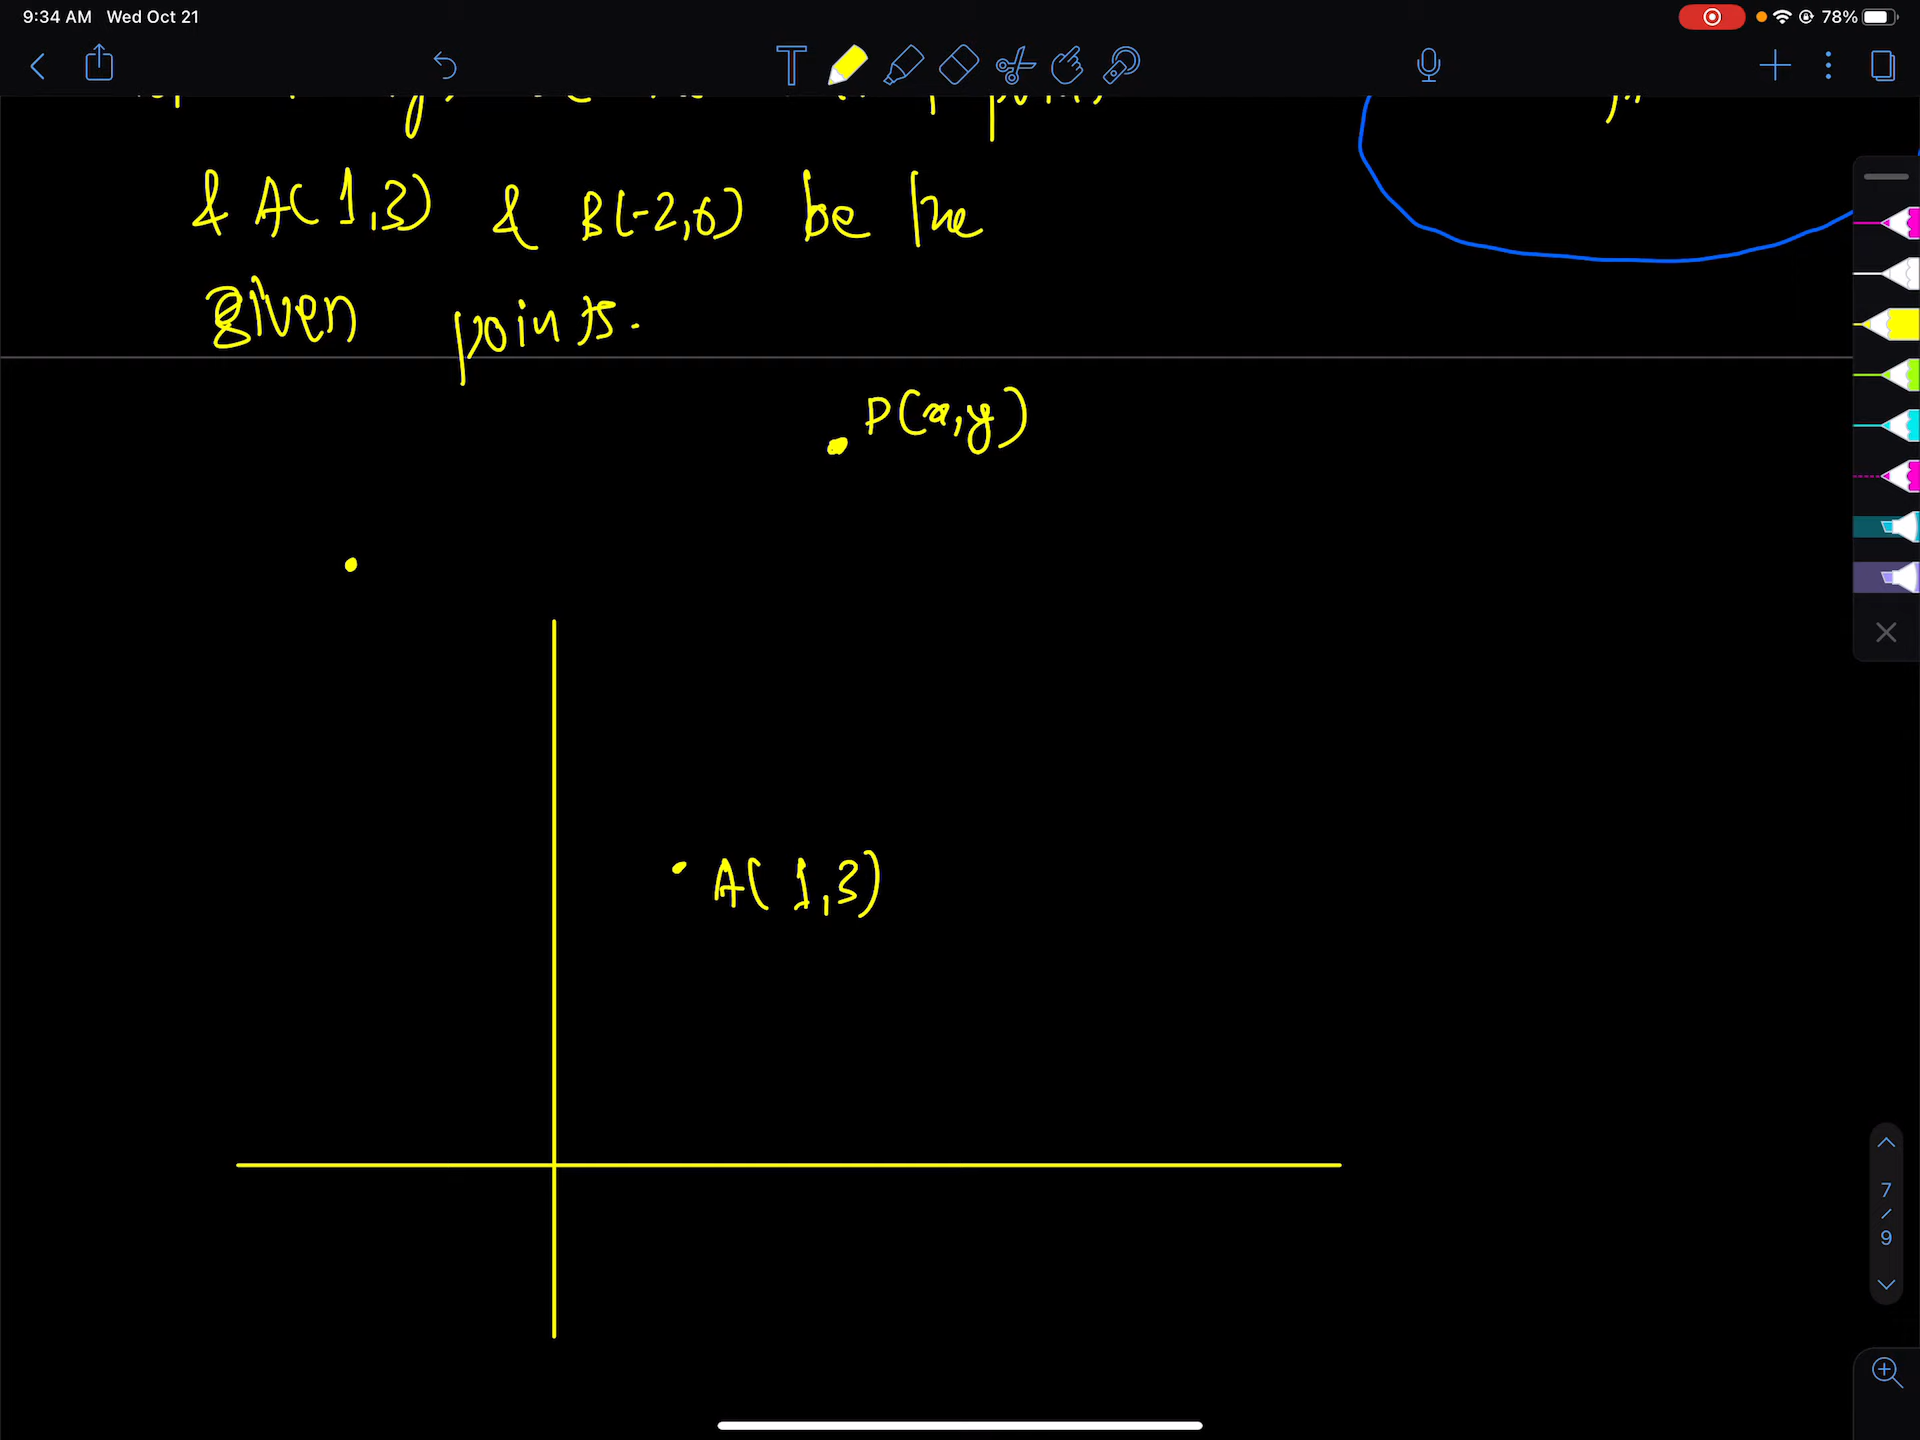 9:34 AM Wed Oct 21
78%
& A(1,3) & B(-2,6) be the
given points.
P(x,y)
A(1,3)
7
/
9